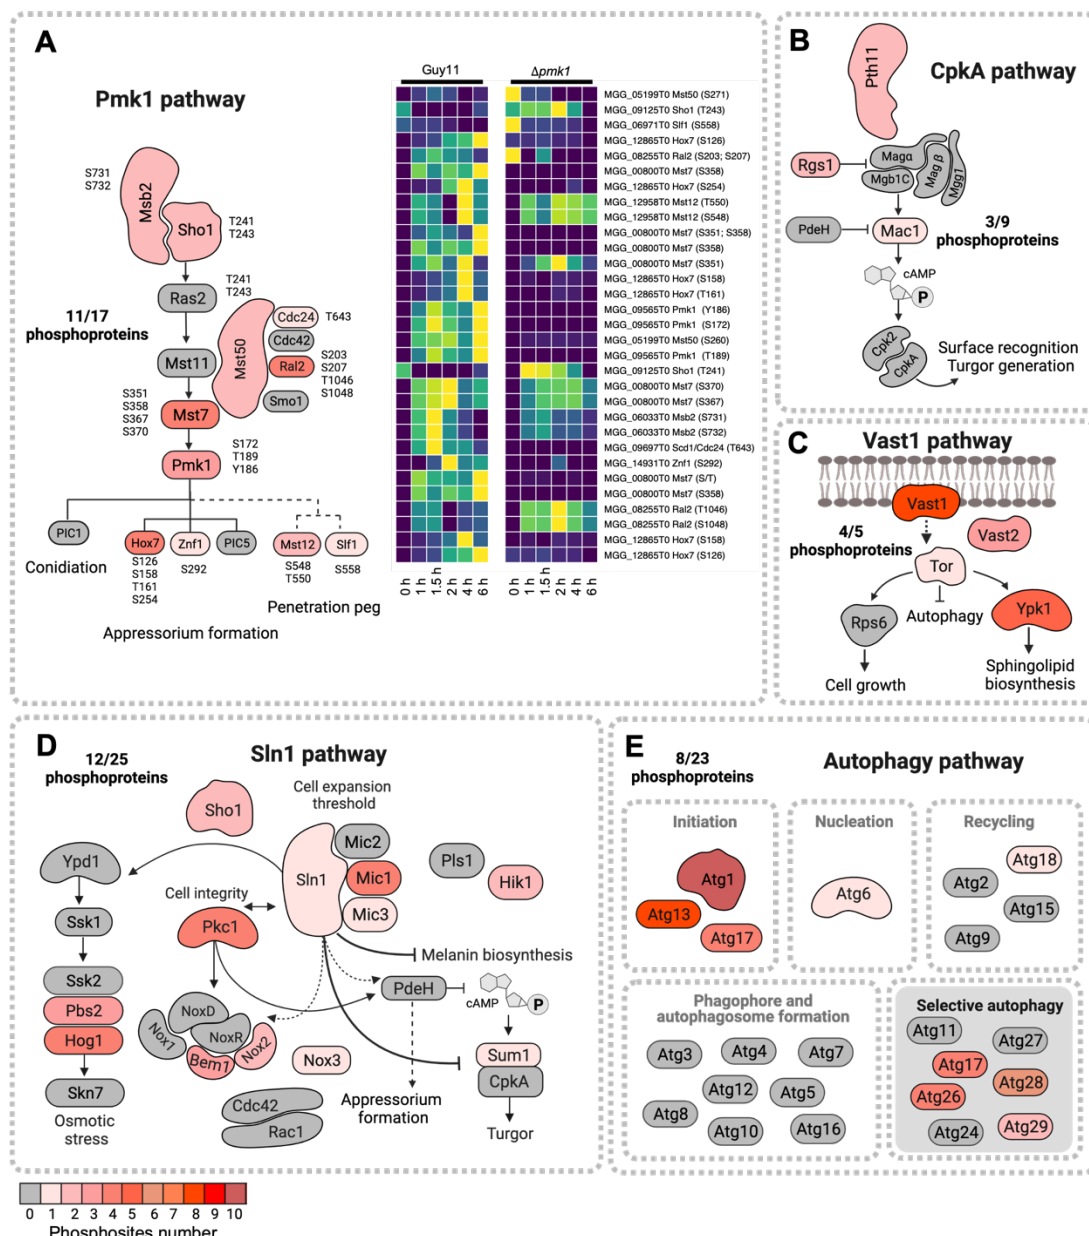 A
Pmk1 pathway
S731
S732
Msb2
Sho1
T241
T243
Ras2
T241
T243
11/17
phosphoproteins
Mst11
Mst50
Cdc24
T643
Cdc42
Ral2
S203
S207
T1046
S1048
Smo1
S351
S358
S367
S370
Mst7
Pmk1
S172
T189
Y186
PIC1
Hox7
Znf1
PIC5
Mst12
Slf1
Conidiation
S126
S158
T161
S254
S292
S548
T550
S558
Penetration peg
Appressorium formation
Guy11
Δpmk1
MGG_05199T0 Mst50 (S271)
MGG_09125T0 Sho1 (T243)
MGG_06971T0 Slf1 (S558)
MGG_12865T0 Hox7 (S126)
MGG_08255T0 Ral2 (S203; S207)
MGG_00800T0 Mst7 (S358)
MGG_12865T0 Hox7 (S254)
MGG_12958T0 Mst12 (T550)
MGG_12958T0 Mst12 (S548)
MGG_00800T0 Mst7 (S351; S358)
MGG_00800T0 Mst7 (S358)
MGG_00800T0 Mst7 (S351)
MGG_12865T0 Hox7 (S158)
MGG_12865T0 Hox7 (T161)
MGG_09565T0 Pmk1 (Y186)
MGG_09565T0 Pmk1 (S172)
MGG_05199T0 Mst50 (S260)
MGG_09565T0 Pmk1 (T189)
MGG_09125T0 Sho1 (T241)
MGG_00800T0 Mst7 (S370)
MGG_00800T0 Mst7 (S367)
MGG_06033T0 Msb2 (S731)
MGG_06033T0 Msb2 (S732)
MGG_09697T0 Scd1/Cdc24 (T643)
MGG_14931T0 Znf1 (S292)
MGG_00800T0 Mst7 (S/T)
MGG_00800T0 Mst7 (S358)
MGG_08255T0 Ral2 (T1046)
MGG_08255T0 Ral2 (S1048)
MGG_12865T0 Hox7 (S158)
MGG_12865T0 Hox7 (S126)
0 h 1 h 1.5 h 2 h 4 h 6 h 0 h 1 h 1.5 h 2 h 4 h 6 h
B
CpkA pathway
Pth11
Rgs1
Magα
Mgb1C
Mag β
Mgg1
PdeH
Mac1
3/9
phosphoproteins
cAMP
P
Cpk2
CpkA
Surface recognition
Turgor generation
C
Vast1 pathway
Vast1
Vast2
4/5
phosphoproteins
Tor
Rps6
Autophagy
Ypk1
Cell growth
Sphingolipid
biosynthesis
D
12/25
phosphoproteins
Sln1 pathway
Cell expansion
threshold
Sho1
Ypd1
Mic2
Sln1
Mic1
Mic3
Pls1
Hik1
Cell integrity
Pkc1
Ssk1
Melanin biosynthesis
Ssk2
Pbs2
Hog1
Skn7
Osmotic
stress
NoxD
Nox1
NoxR
Bem1
Nox2
Nox3
PdeH
cAMP
P
Sum1
CpkA
Turgor
Appressorium
formation
Cdc42
Rac1
E
8/23
phosphoproteins
Autophagy pathway
Initiation
Atg1
Atg13
Atg17
Nucleation
Atg6
Recycling
Atg18
Atg2
Atg15
Atg9
Phagophore and
autophagosome formation
Atg3
Atg4
Atg7
Atg12
Atg5
Atg8
Atg10
Atg16
Selective autophagy
Atg11
Atg27
Atg17
Atg28
Atg26
Atg29
Atg24
0 1 2 3 4 5 6 7 8 9 10
Phosphosites number